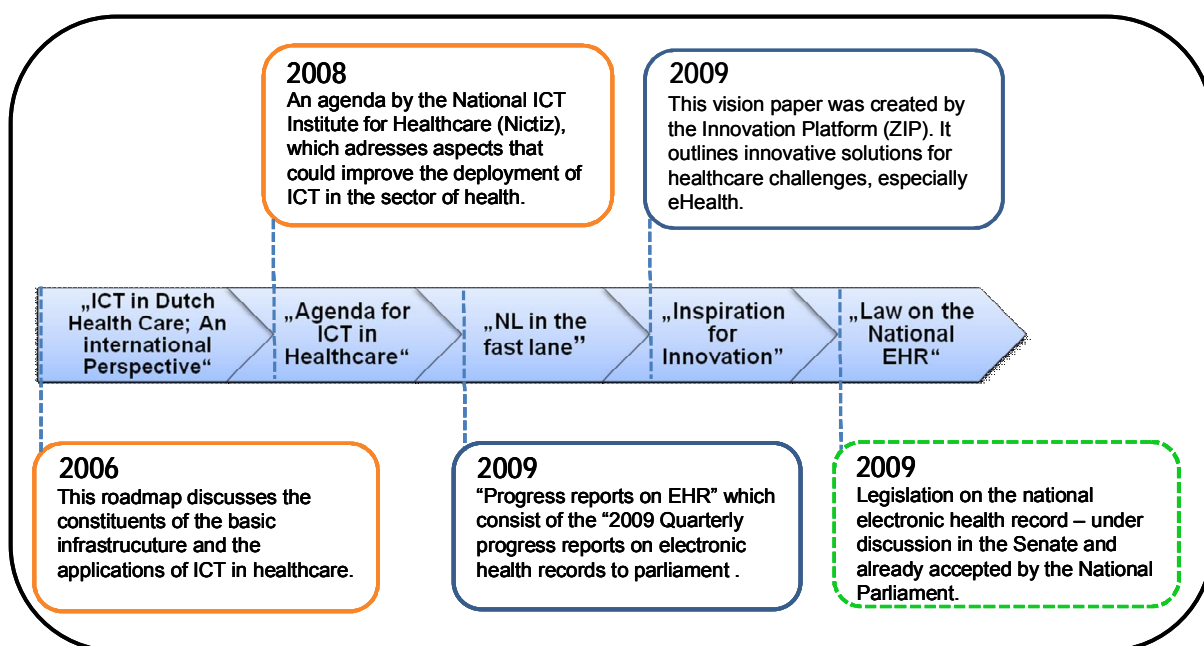 2008
An agenda by the National ICT
Institute for Healthcare (Nictiz),
which adresses aspects that
could improve the deployment of
ICT in the sector of health.
2009
This vision paper was created by
the Innovation Platform (ZIP). It
outlines innovative solutions for
healthcare challenges, especially
eHealth.
„ICT in Dutch
Health Care; An
international
Perspective“
„Agenda for
ICT in
Healthcare“
„NL in the
fast lane”
„Inspiration
for
Innovation”
„Law on the
National
EHR“
2006
This roadmap discusses the
constituents of the basic
infrastrucuture and the
applications of ICT in healthcare.
2009
“Progress reports on EHR” which
consist of the “2009 Quarterly
progress reports on electronic
health records to parliament .
2009
Legislation on the national
electronic health record – under
discussion in the Senate and
already accepted by the National
Parliament.